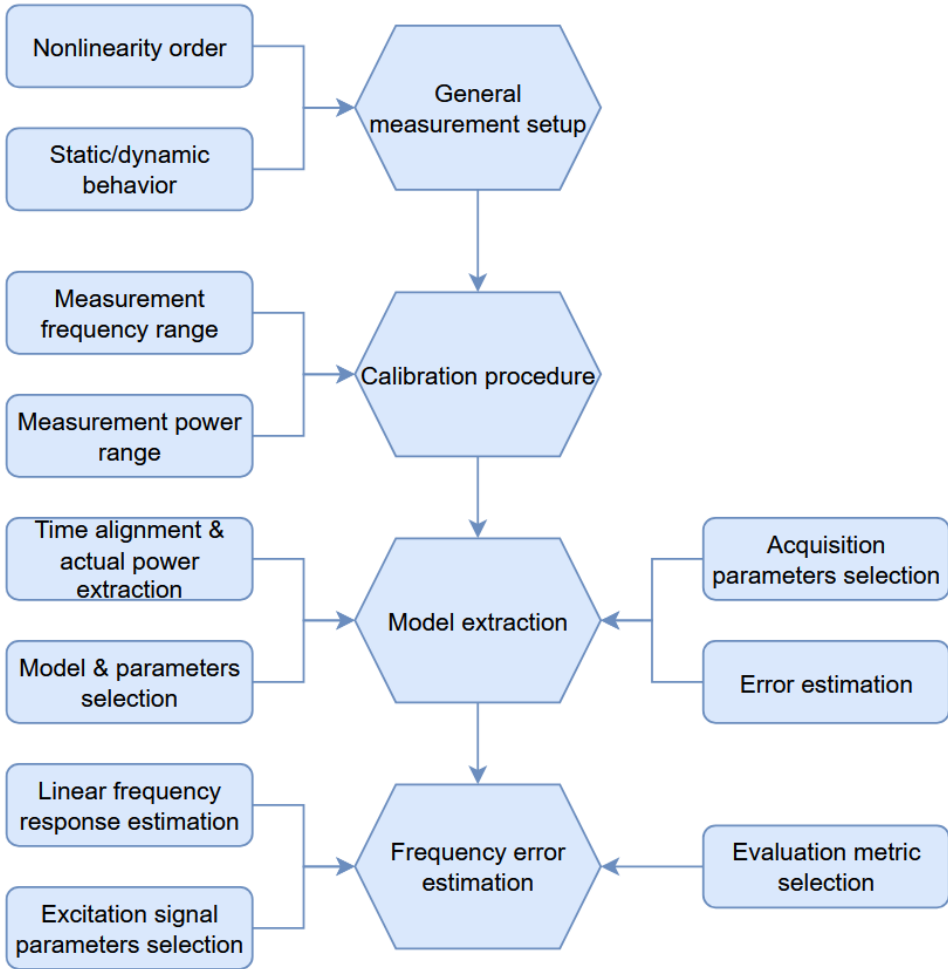 Nonlinearity order
Static/dynamic
behavior
General
measurement setup
Measurement
frequency range
Measurement power
range
Calibration procedure
Time alignment &
actual power
extraction
Model & parameters
selection
Model extraction
Acquisition
parameters selection
Error estimation
Linear frequency
response estimation
Excitation signal
parameters selection
Frequency error
estimation
Evaluation metric
selection